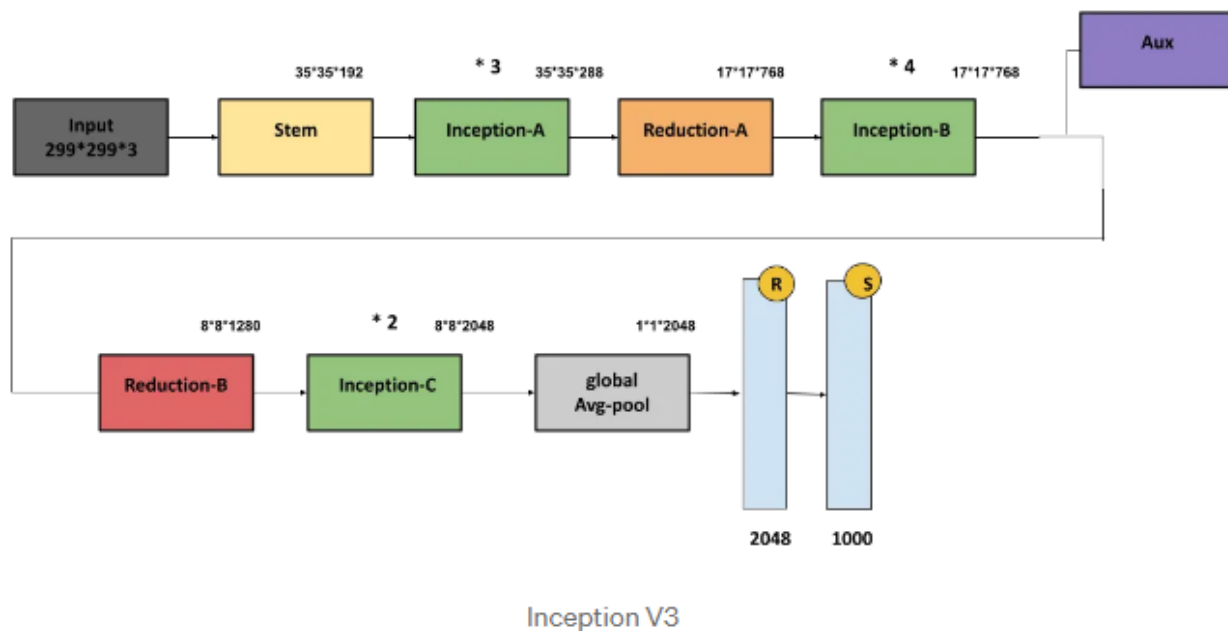 Aux
35*35*192
* 3
35*35*288
17*17*768
* 4
17*17*768
Input
299*299*3
Stem
Inception-A
Reduction-A
Inception-B
8*8*1280
* 2
8*8*2048
1*1*2048
R
S
Reduction-B
Inception-C
global
Avg-pool
2048
1000
Inception V3